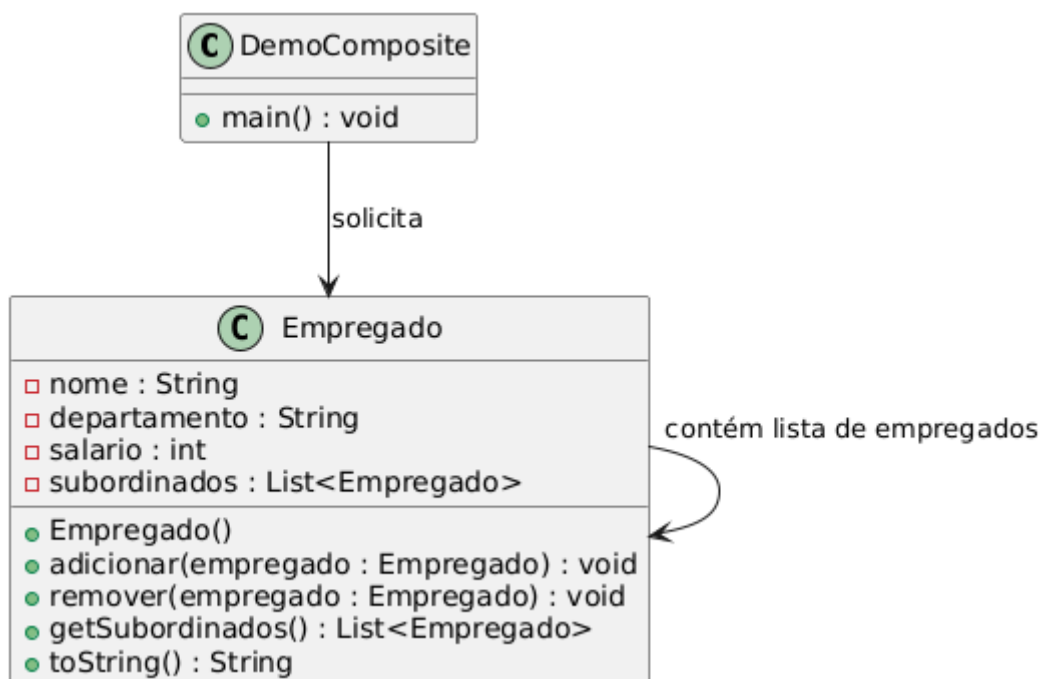 C DemoComposite
main() : void
solicita
C Empregado
nome : String
departamento : String
salario : int
subordinados : List<Empregado>
contém lista de empregados
Empregado()
adicionar(empregado : Empregado) : void
remover(empregado : Empregado) : void
getSubordinados() : List<Empregado>
toString() : String